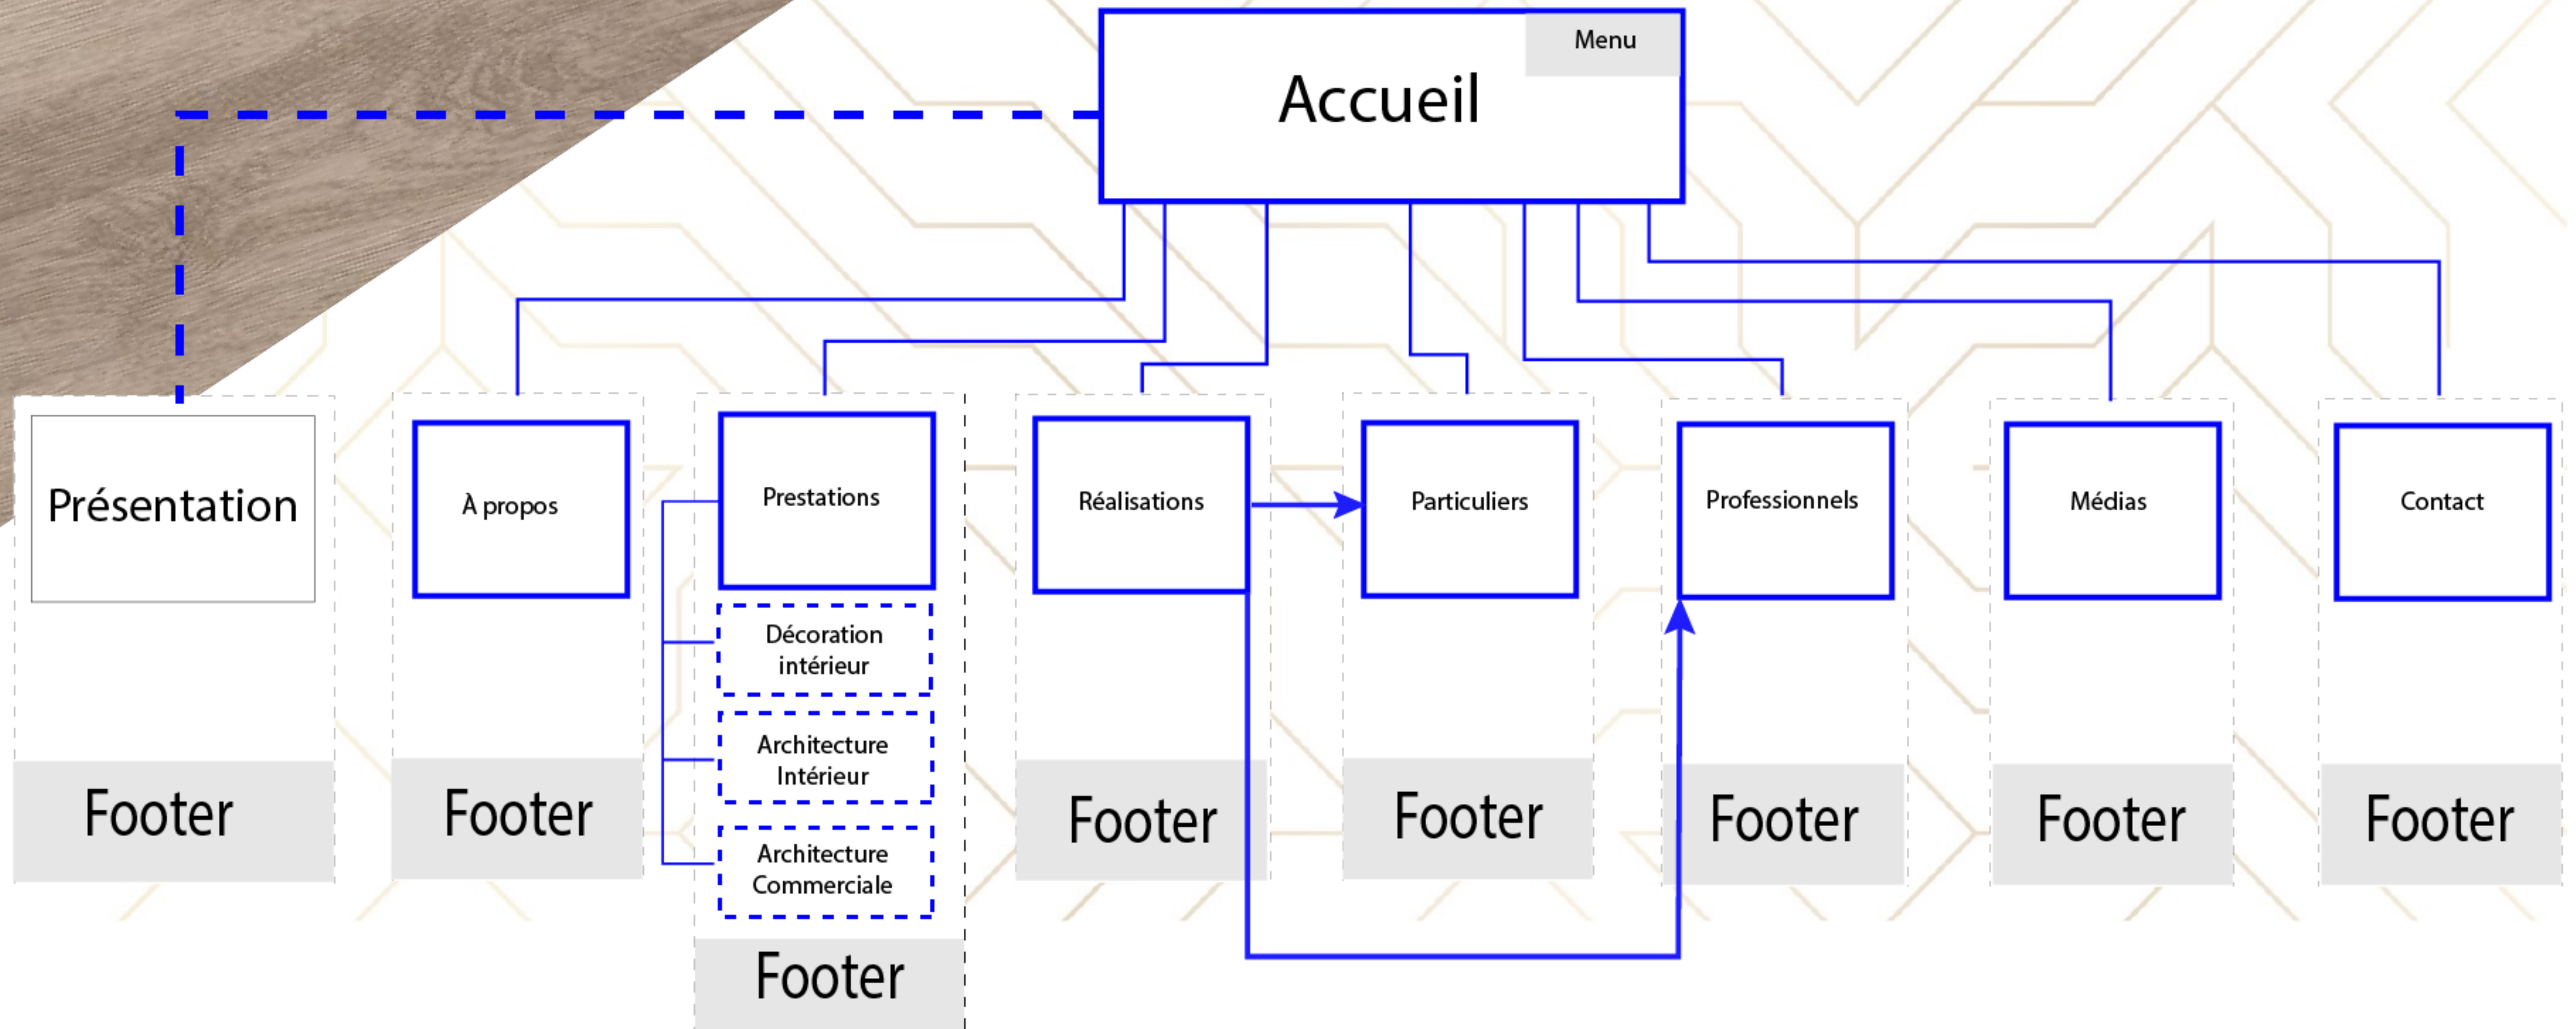 Menu
Accueil
Présentation
À propos
Prestations
Réalisations
Particuliers
Professionnels
Médias
Contact
Décoration
intérieur
Architecture
Intérieur
Architecture
Commerciale
Footer
Footer
Footer
Footer
Footer
Footer
Footer
Footer